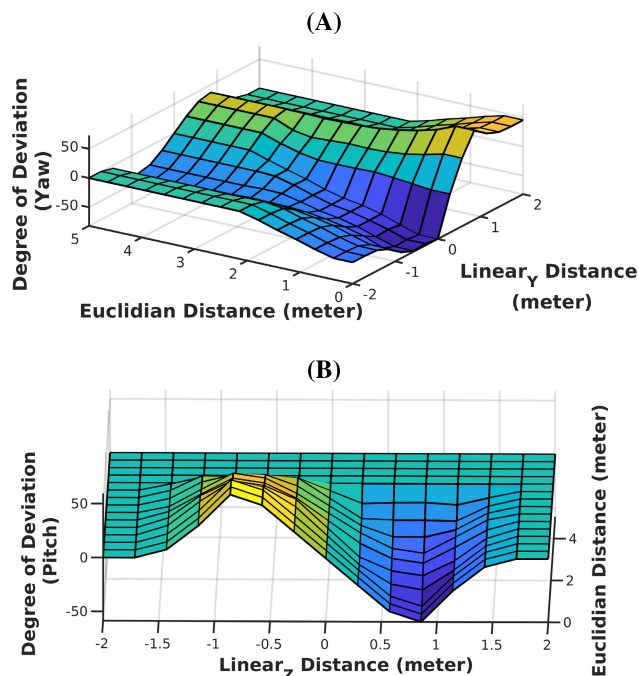 (A)
Degree of Deviation
(Yaw)
50
0
-50
5
4
3
2
1
0
-2
-1
0
1
2
Euclidian Distance (meter)
Linear_Y Distance
(meter)
(B)
Degree of Deviation
(Pitch)
50
0
-50
-2
-1.5
-1
-0.5
0
0.5
1
1.5
2
0
2
4
Linear_Z Distance (meter)
Euclidian Distance (meter)